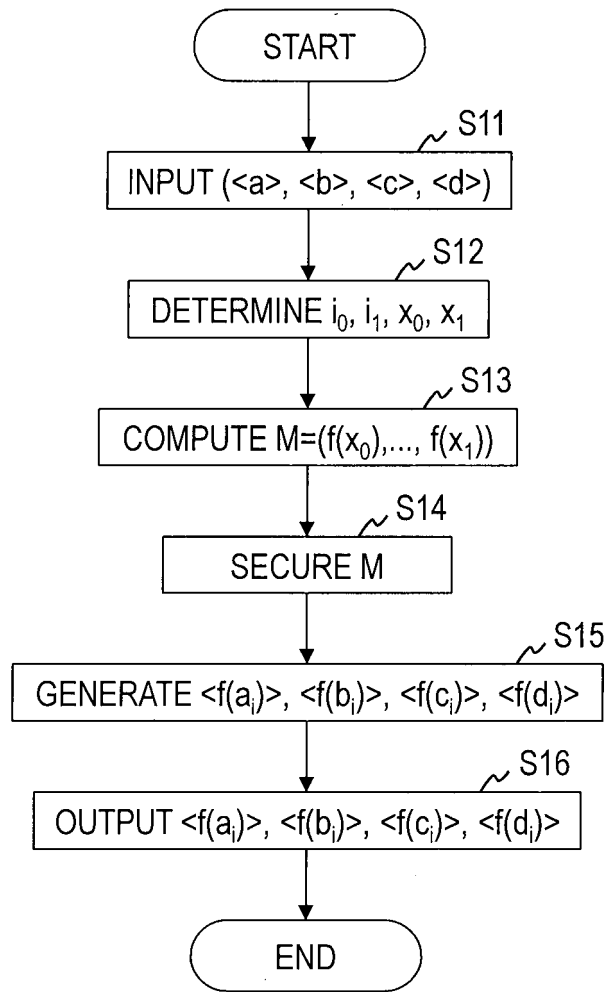 START
S11
INPUT (<a>, <b>, <c>, <d>)
S12
DETERMINE i₀, i₁, x₀, x₁
S13
COMPUTE M=(f(x₀),..., f(x₁))
S14
SECURE M
S15
GENERATE <f(aᵢ)>, <f(bᵢ)>, <f(cᵢ)>, <f(dᵢ)>
S16
OUTPUT <f(aᵢ)>, <f(bᵢ)>, <f(cᵢ)>, <f(dᵢ)>
END